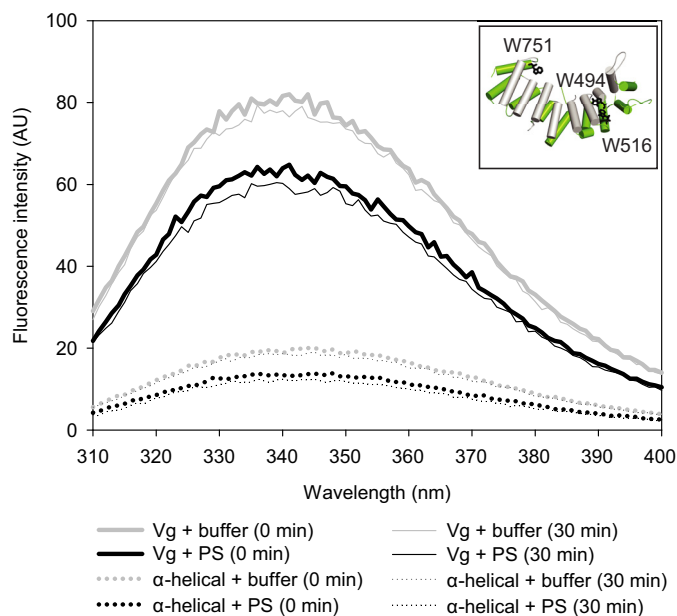 100
80
60
40
20
0
Fluorescence intensity (AU)
W751
W494
W516
310 320 330 340 350 360 370 380 390 400
Wavelength (nm)
Vg + buffer (0 min)
Vg + buffer (30 min)
Vg + PS (0 min)
Vg + PS (30 min)
α-helical + buffer (0 min)
α-helical + buffer (30 min)
α-helical + PS (0 min)
α-helical + PS (30 min)